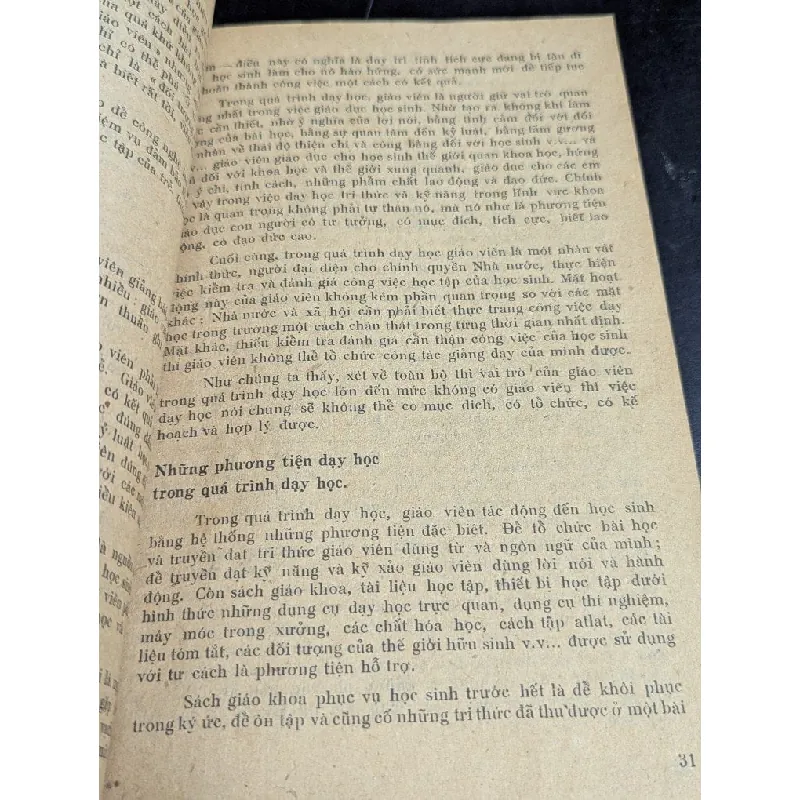 điều này có nghĩa là duy trì tính tích cực đang bị tàn đi
học sinh làm cho nó hào hứng, có sức mạnh mới để tiếp tục
hoàn thành công việc một cách có kết quả.
Trong quá trình dạy học, giáo viên là người giữ vai trò quan
nhất trong việc giáo dục học sinh. Nhờ tạo ra không khí làm
cần thiết, nhờ ý nghĩa của lời nói, bằng tình cảm đối với đối
của bài học, bằng sự quan tâm đến kỷ luật, bằng làm gương
nhân về thái độ thiện chí và công bằng đối với học sinh v.v... và
v.. giáo viên giáo dục cho học sinh thế giới quan khoa học, hứng
đối với khoa học và thế giới xung quanh, giáo dục cho các em
ý chí, tính cách, những phẩm chất lao động và đạo đức. Chính
vậy trong việc dạy học tri thức và kỹ năng trong lĩnh vực khoa
học là quan trọng không phải tự thân nó, mà nó như là phương tiện
giáo dục con người có tư tưởng, có mục đích, tích cực, biết lao
động, có đạo đức cao.
Cuối cùng, trong quá trình dạy học giáo viên là một nhân vật
hình thức, người đại diện cho chính quyền Nhà nước, thực hiện
việc kiểm tra và đánh giá công việc học tập của học sinh. Mặt hoạt
động này của giáo viên không kém phần quan trọng so với các mặt
khác: Nhà nước và xã hội cần phải biết thực trạng công việc dạy
học trong trường một cách chân thật trong từng thời gian nhất định.
Mặt khác, thiếu kiểm tra đánh giá cẩn thận công việc của học sinh
thì giáo viên không thể tổ chức công tác giảng dạy của mình được.
Như chúng ta thấy, xét về toàn bộ thì vai trò của giáo viên
trong quá trình dạy học lớn đến mức không có giáo viên thì việc
dạy học nói chung sẽ không thể có mục đích, có tổ chức, có kế
hoạch và hợp lý được.
Những phương tiện dạy học
trong quá trình dạy học.
Trong quá trình dạy học, giáo viên tác động đến học sinh
bằng hệ thống những phương tiện đặc biệt. Để tổ chức bài học
và truyền đạt tri thức giáo viên dùng từ và ngôn ngữ của mình;
để truyền đạt kỹ năng và kỹ xảo giáo viên dùng lời nói và hành
động. Còn sách giáo khoa, tài liệu học tập, thiết bị học tập dưới
hình thức những dụng cụ dạy học trực quan, dụng cụ thí nghiệm,
máy móc trong xưởng, các chất hóa học, cách tập atlat, các tài
liệu tóm tắt, các đối tượng của thế giới hữu sinh v.v... được sử dụng
với tư cách là phương tiện hỗ trợ.
Sách giáo khoa phục vụ học sinh trước hết là để khôi phục
trong ký ức, để ôn tập và củng cố những tri thức đã thu được ở một bài
31